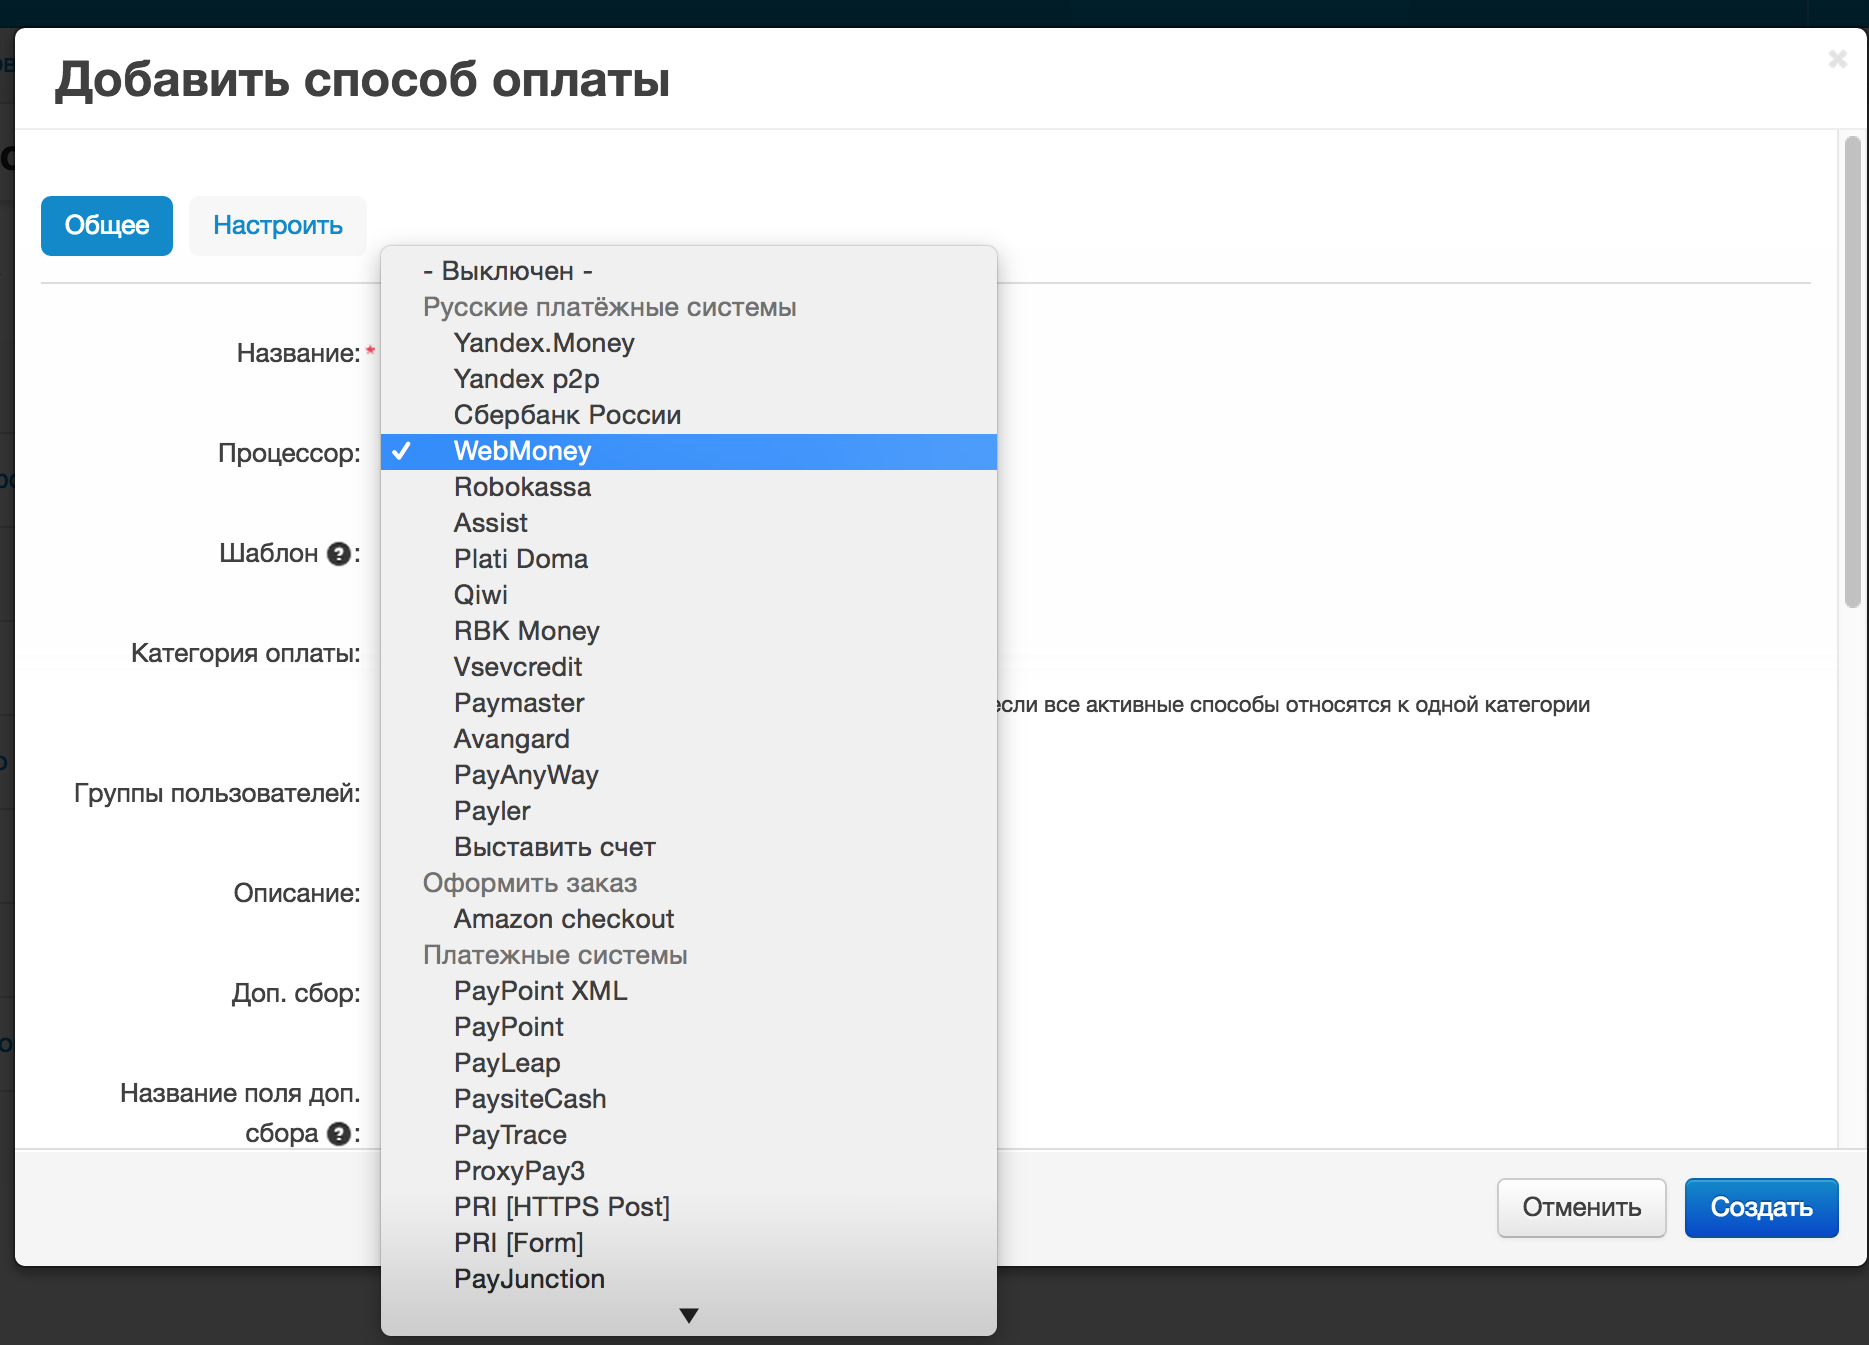 Добавить способ оплаты
Общее
Настроить
Название:*
Процессор:
Шаблон ?:
Категория оплаты:
если все активные способы относятся к одной категории
Группы пользователей:
Описание:
Доп. сбор:
Название поля доп.
сбора ?:
- Выключен -
Русские платёжные системы
Yandex.Money
Yandex p2p
Сбербанк России
✓ WebMoney
Robokassa
Assist
Plati Doma
Qiwi
RBK Money
Vsevcredit
Paymaster
Avangard
PayAnyWay
Payler
Выставить счет
Оформить заказ
Amazon checkout
Платежные системы
PayPoint XML
PayPoint
PayLeap
PaysiteCash
PayTrace
ProxyPay3
PRI [HTTPS Post]
PRI [Form]
PayJunction
Отменить
Создать